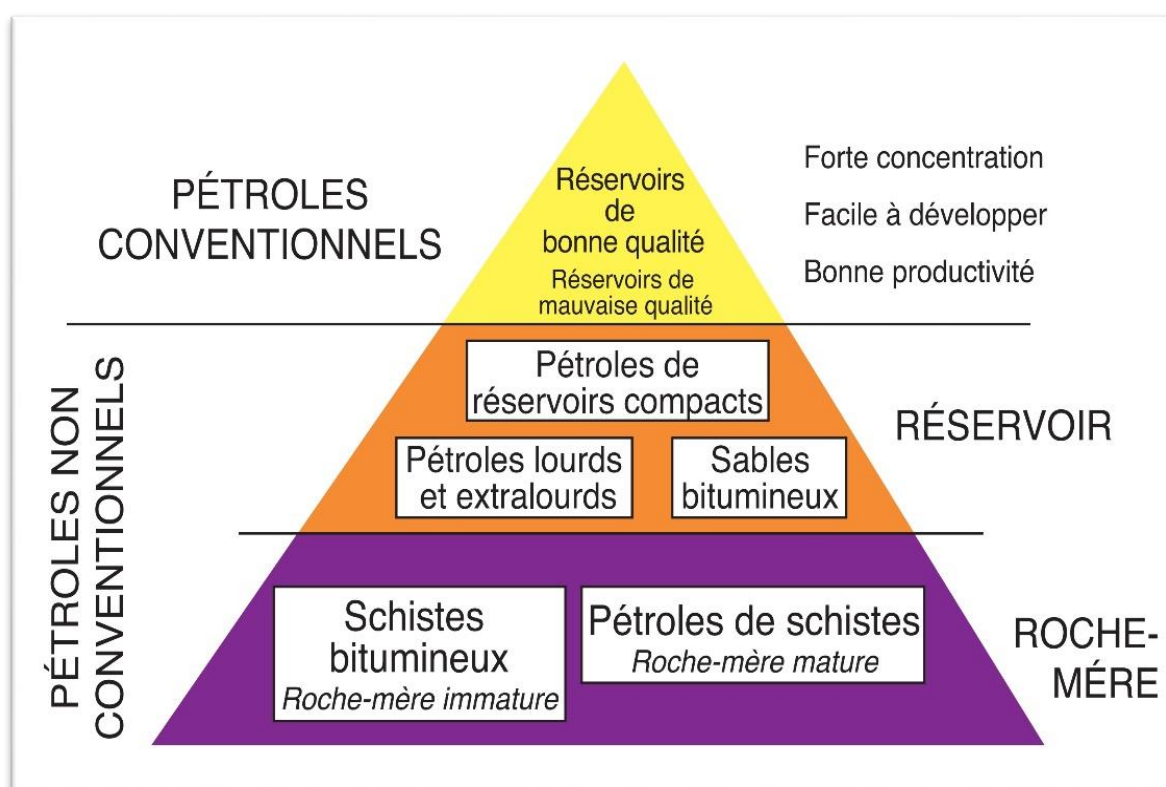 PÉTROLES
CONVENTIONNELS
Réservoirs
de
bonne qualité
Réservoirs de
mauvaise qualité
Forte concentration
Facile à développer
Bonne productivité
PÉTROLES NON
CONVENTIONNELS
Pétroles de
réservoirs compacts
Pétroles lourds
et extralourds
Sables
bitumineux
RÉSERVOIR
Schistes
bitumineux
Roche-mère immature
Pétroles de schistes
Roche-mère mature
ROCHE-
MÉRE